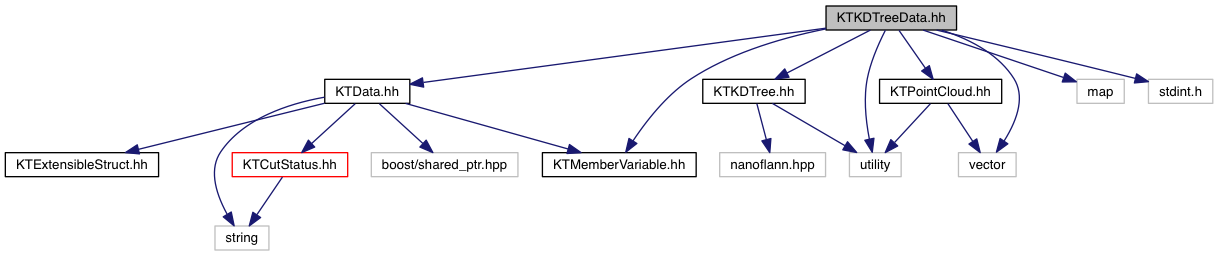 KTKDTreeData.hh
KTData.hh
KTKDTree.hh
KTPointCloud.hh
map
stdint.h
KTExtensibleStruct.hh
KTCutStatus.hh
boost/shared_ptr.hpp
KTMemberVariable.hh
nanoflann.hpp
utility
vector
string